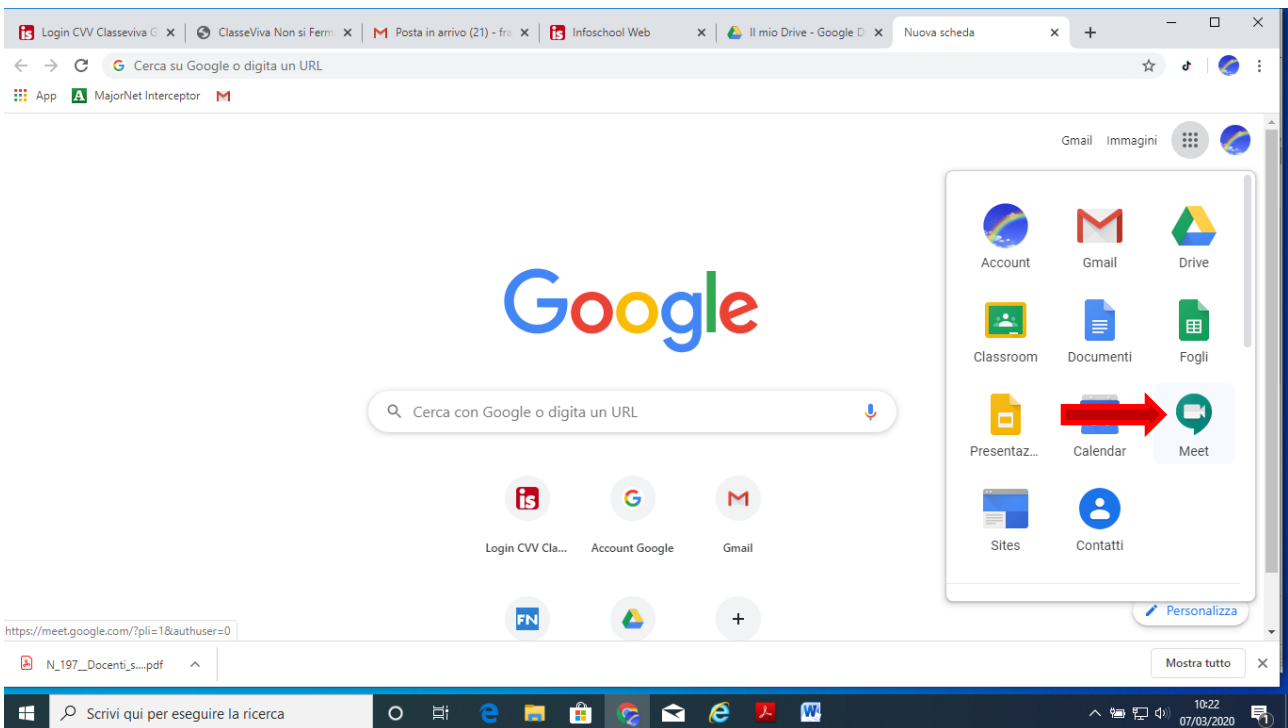 Login CVV Classeviva G
ClasseViva Non si Ferm
Posta in arrivo (21) - fra
Infoschool Web
Il mio Drive - Google D
Nuova scheda
Cerca su Google o digita un URL
App
MajorNet Interceptor
Gmail
Immagini
Account
Gmail
Drive
Classroom
Documenti
Fogli
Presentaz...
Calendar
Meet
Sites
Contatti
Google
Cerca con Google o digita un URL
is
Login CVV Cla...
Account Google
Gmail
FN
Personalizza
https://meet.google.com/?pli=1&authuser=0
N_197__Docenti_s....pdf
Mostra tutto
Scrivi qui per eseguire la ricerca
10:22
07/03/2020